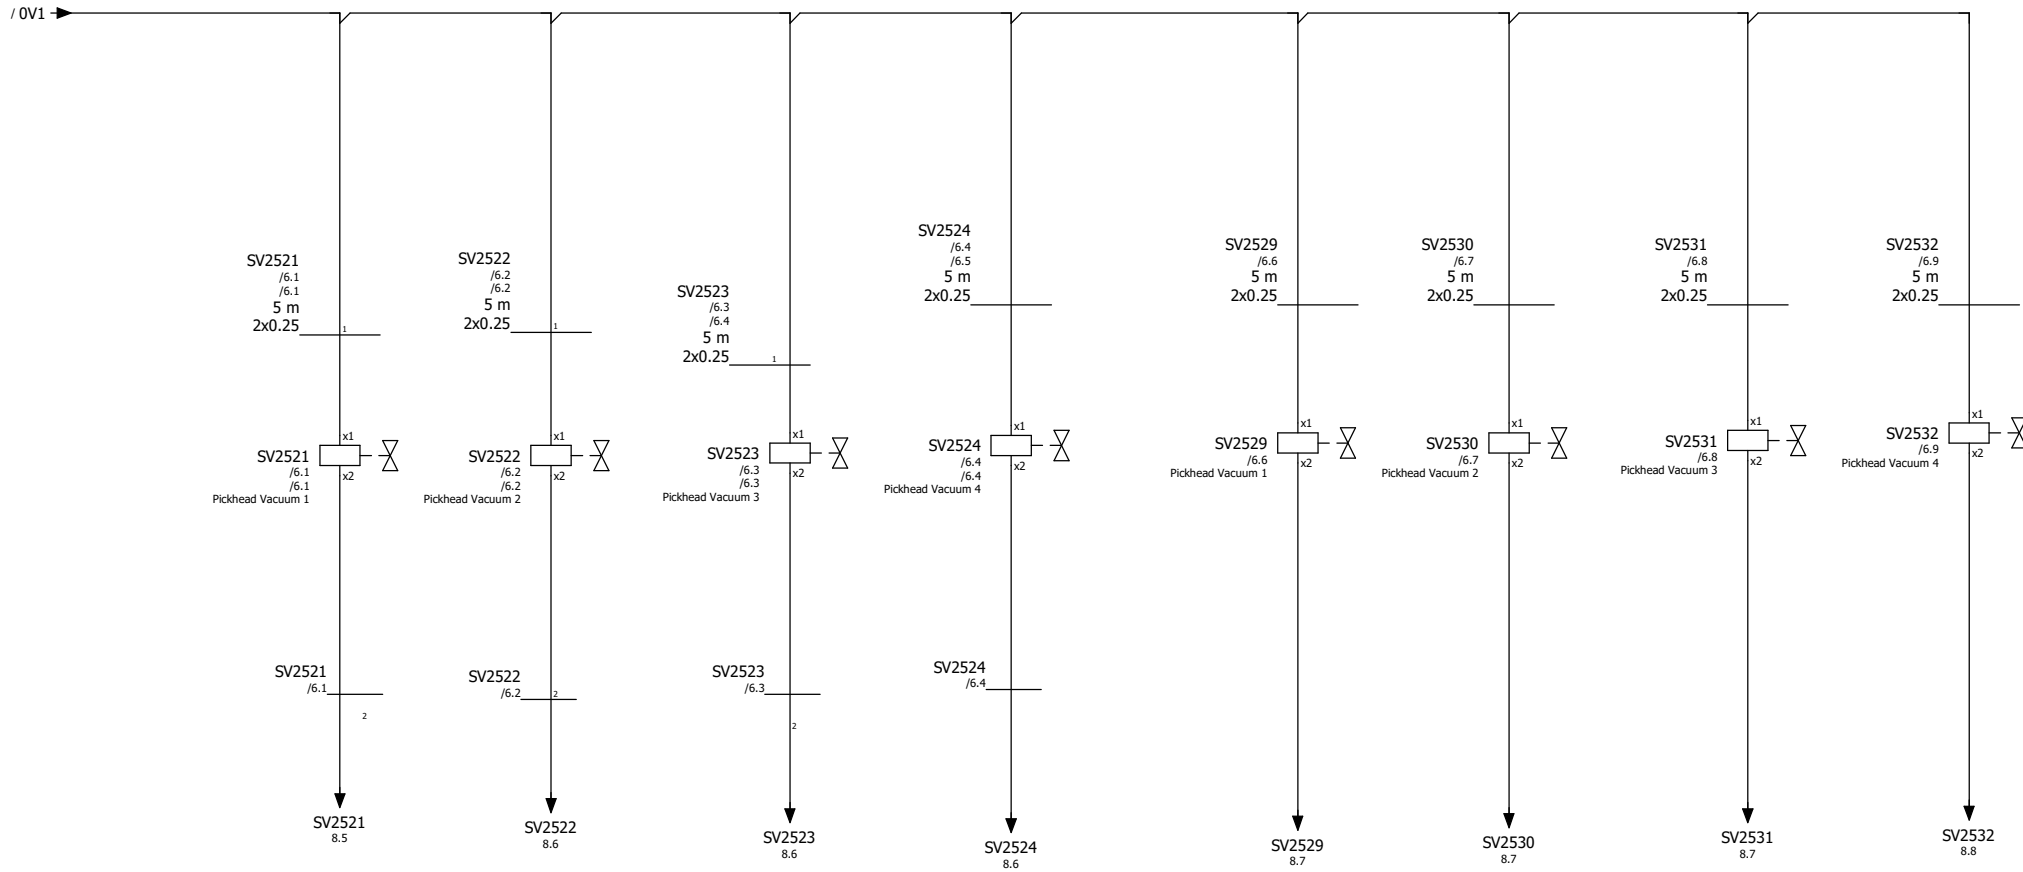 / 0V1
SV2521
/6.1
/6.1
5 m
2x0.25
1
x1
SV2521
x2
/6.1
/6.1
Pickhead Vacuum 1
SV2521
/6.1
2
SV2521
8.5
SV2522
/6.2
/6.2
5 m
2x0.25
1
x1
SV2522
x2
/6.2
/6.2
Pickhead Vacuum 2
SV2522
/6.2
2
SV2522
8.6
SV2523
/6.3
/6.4
5 m
2x0.25
1
x1
SV2523
x2
/6.3
/6.3
Pickhead Vacuum 3
SV2523
/6.3
2
SV2523
8.6
SV2524
/6.4
/6.5
5 m
2x0.25
x1
SV2524
x2
/6.4
/6.4
Pickhead Vacuum 4
SV2524
/6.4
SV2524
8.6
SV2529
/6.6
5 m
2x0.25
x1
SV2529
x2
/6.6
Pickhead Vacuum 1
SV2529
8.7
SV2530
/6.7
5 m
2x0.25
x1
SV2530
x2
/6.7
Pickhead Vacuum 2
SV2530
8.7
SV2531
/6.8
5 m
2x0.25
x1
SV2531
x2
/6.8
Pickhead Vacuum 3
SV2531
8.7
SV2532
/6.9
5 m
2x0.25
x1
SV2532
x2
/6.9
Pickhead Vacuum 4
SV2532
8.8